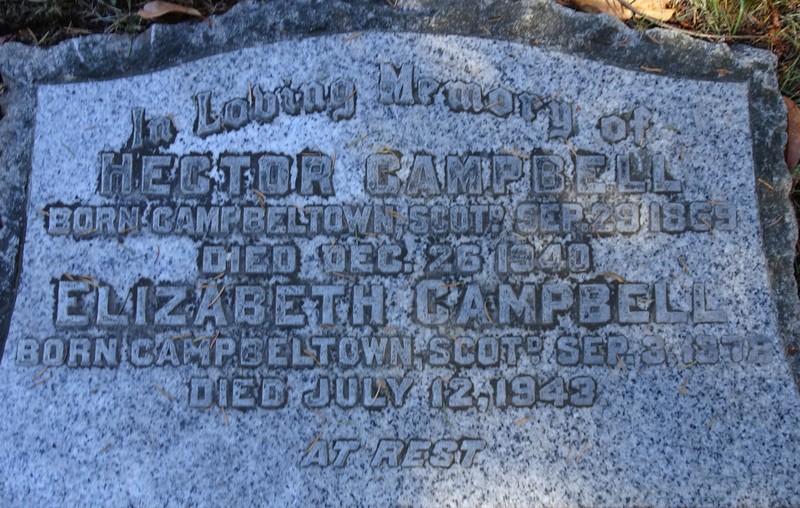 In Loving Memory of
HECTOR CAMPBELL
BORN CAMPBELTOWN, SCOTD. SEP. 29 1869
DIED DEC. 26 1940
ELIZABETH CAMPBELL
BORN CAMPBELTOWN, SCOTD. SEP. 3,
DIED JULY 12, 1943
AT REST